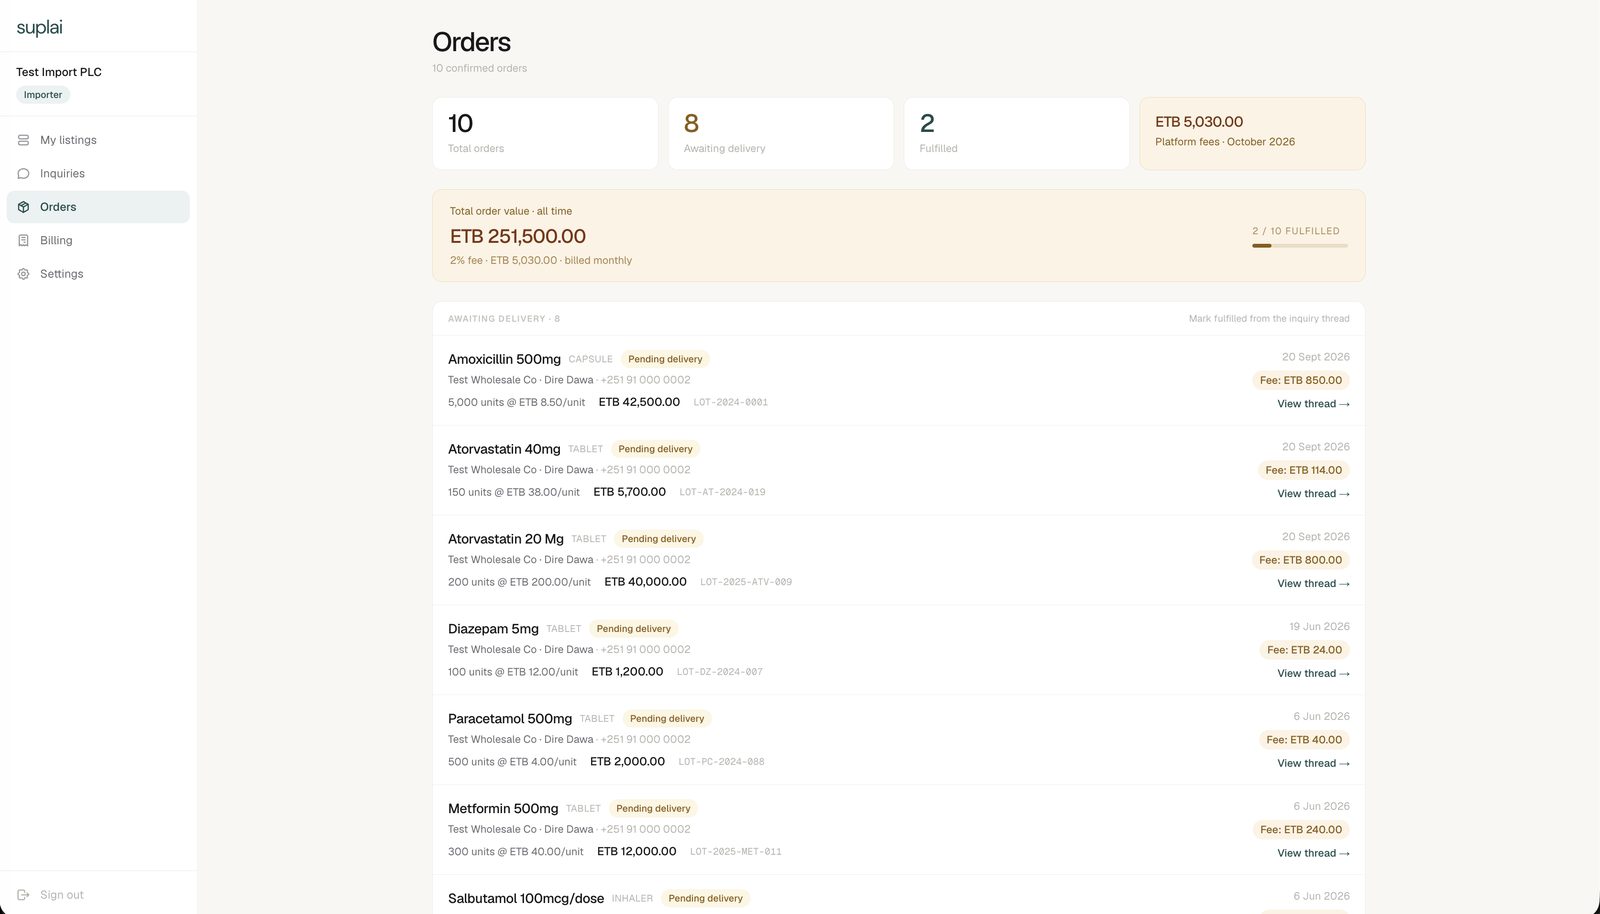 suplai
Test Import PLC
Importer
My listings
Inquiries
Orders
Billing
Settings
Sign out
Orders
10 confirmed orders
10
Total orders
8
Awaiting delivery
2
Fulfilled
ETB 5,030.00
Platform fees · October 2026
Total order value · all time
ETB 251,500.00
2% fee · ETB 5,030.00 · billed monthly
2 / 10 FULFILLED
AWAITING DELIVERY · 8 Mark fulfilled from the inquiry thread
Amoxicillin 500mg CAPSULE Pending delivery 20 Sept 2026
Test Wholesale Co · Dire Dawa · +251 91 000 0002 Fee: ETB 850.00
5,000 units @ ETB 8.50/unit ETB 42,500.00 LOT-2024-0001 View thread →
Atorvastatin 40mg TABLET Pending delivery 20 Sept 2026
Test Wholesale Co · Dire Dawa · +251 91 000 0002 Fee: ETB 114.00
150 units @ ETB 38.00/unit ETB 5,700.00 LOT-AT-2024-019 View thread →
Atorvastatin 20 Mg TABLET Pending delivery 20 Sept 2026
Test Wholesale Co · Dire Dawa · +251 91 000 0002 Fee: ETB 800.00
200 units @ ETB 200.00/unit ETB 40,000.00 LOT-2025-ATV-009 View thread →
Diazepam 5mg TABLET Pending delivery 19 Jun 2026
Test Wholesale Co · Dire Dawa · +251 91 000 0002 Fee: ETB 24.00
100 units @ ETB 12.00/unit ETB 1,200.00 LOT-DZ-2024-007 View thread →
Paracetamol 500mg TABLET Pending delivery 6 Jun 2026
Test Wholesale Co · Dire Dawa · +251 91 000 0002 Fee: ETB 40.00
500 units @ ETB 4.00/unit ETB 2,000.00 LOT-PC-2024-088 View thread →
Metformin 500mg TABLET Pending delivery 6 Jun 2026
Test Wholesale Co · Dire Dawa · +251 91 000 0002 Fee: ETB 240.00
300 units @ ETB 40.00/unit ETB 12,000.00 LOT-2025-MET-011 View thread →
Salbutamol 100mcg/dose INHALER Pending delivery 6 Jun 2026